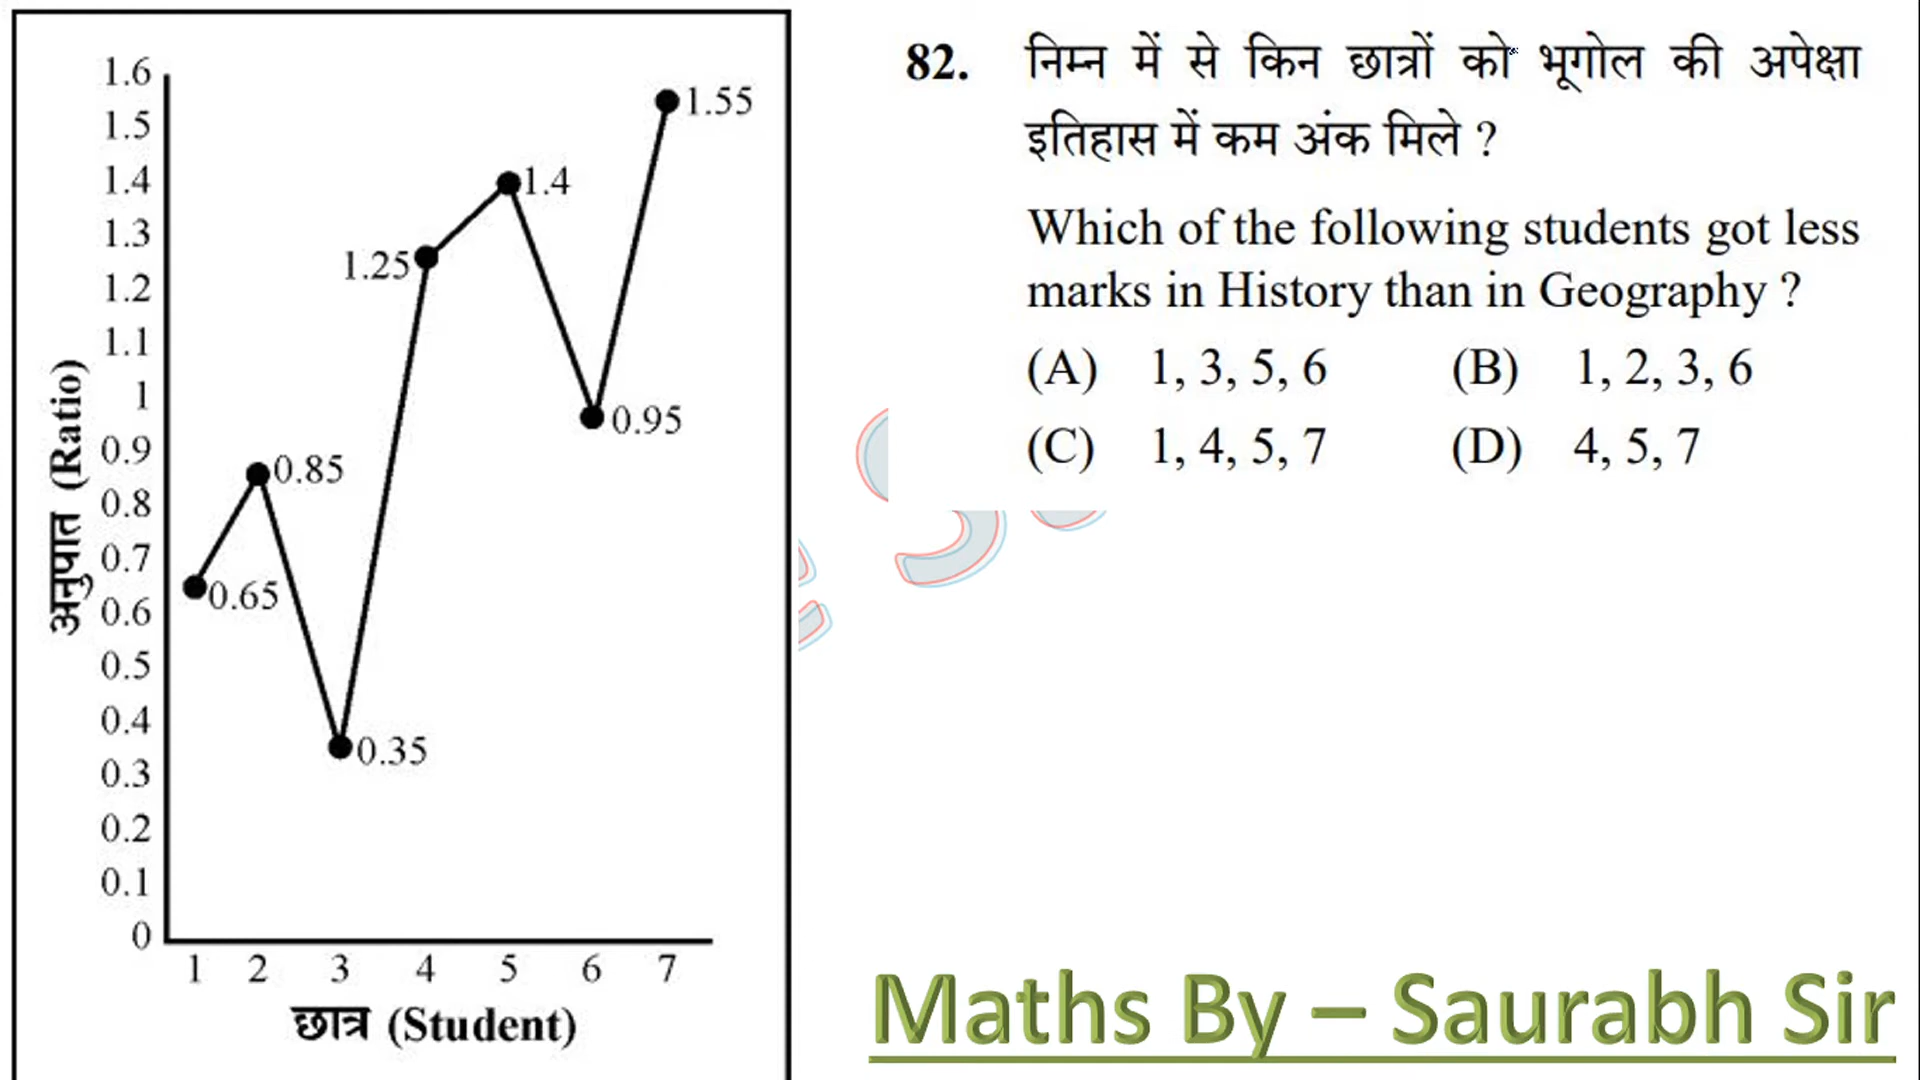 1.6
1.5
1.4
1.3
1.2
1.1
1
0.9
0.8
0.7
0.6
0.5
0.4
0.3
0.2
0.1
0
अनुपात (Ratio)
0.65
0.85
0.35
1.25
1.4
0.95
1.55
1 2 3 4 5 6 7
छात्र (Student)
82. निम्न में से किन छात्रों को भूगोल की अपेक्षा
इतिहास में कम अंक मिले ?
Which of the following students got less
marks in History than in Geography ?
(A) 1, 3, 5, 6 (B) 1, 2, 3, 6
(C) 1, 4, 5, 7 (D) 4, 5, 7
Maths By – Saurabh Sir